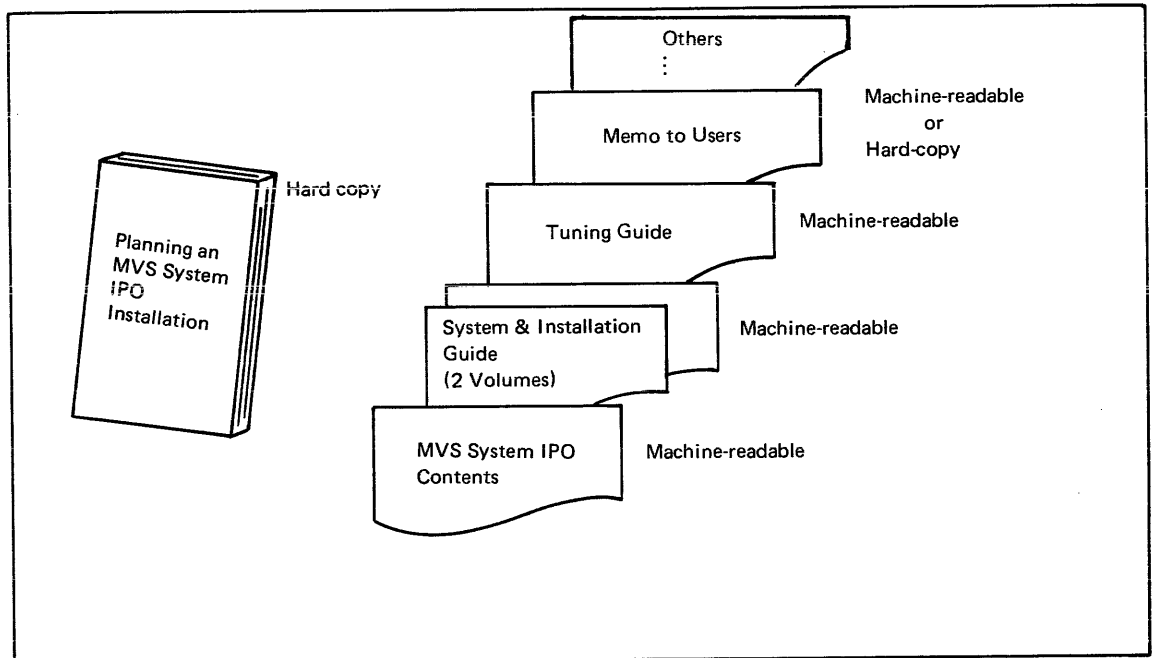 Planning an
MVS System
IPO
Installation
Hard copy
Others
⋮
Machine-readable
or
Hard-copy
Memo to Users
Tuning Guide
Machine-readable
System & Installation
Guide
(2 Volumes)
Machine-readable
MVS System IPO
Contents
Machine-readable